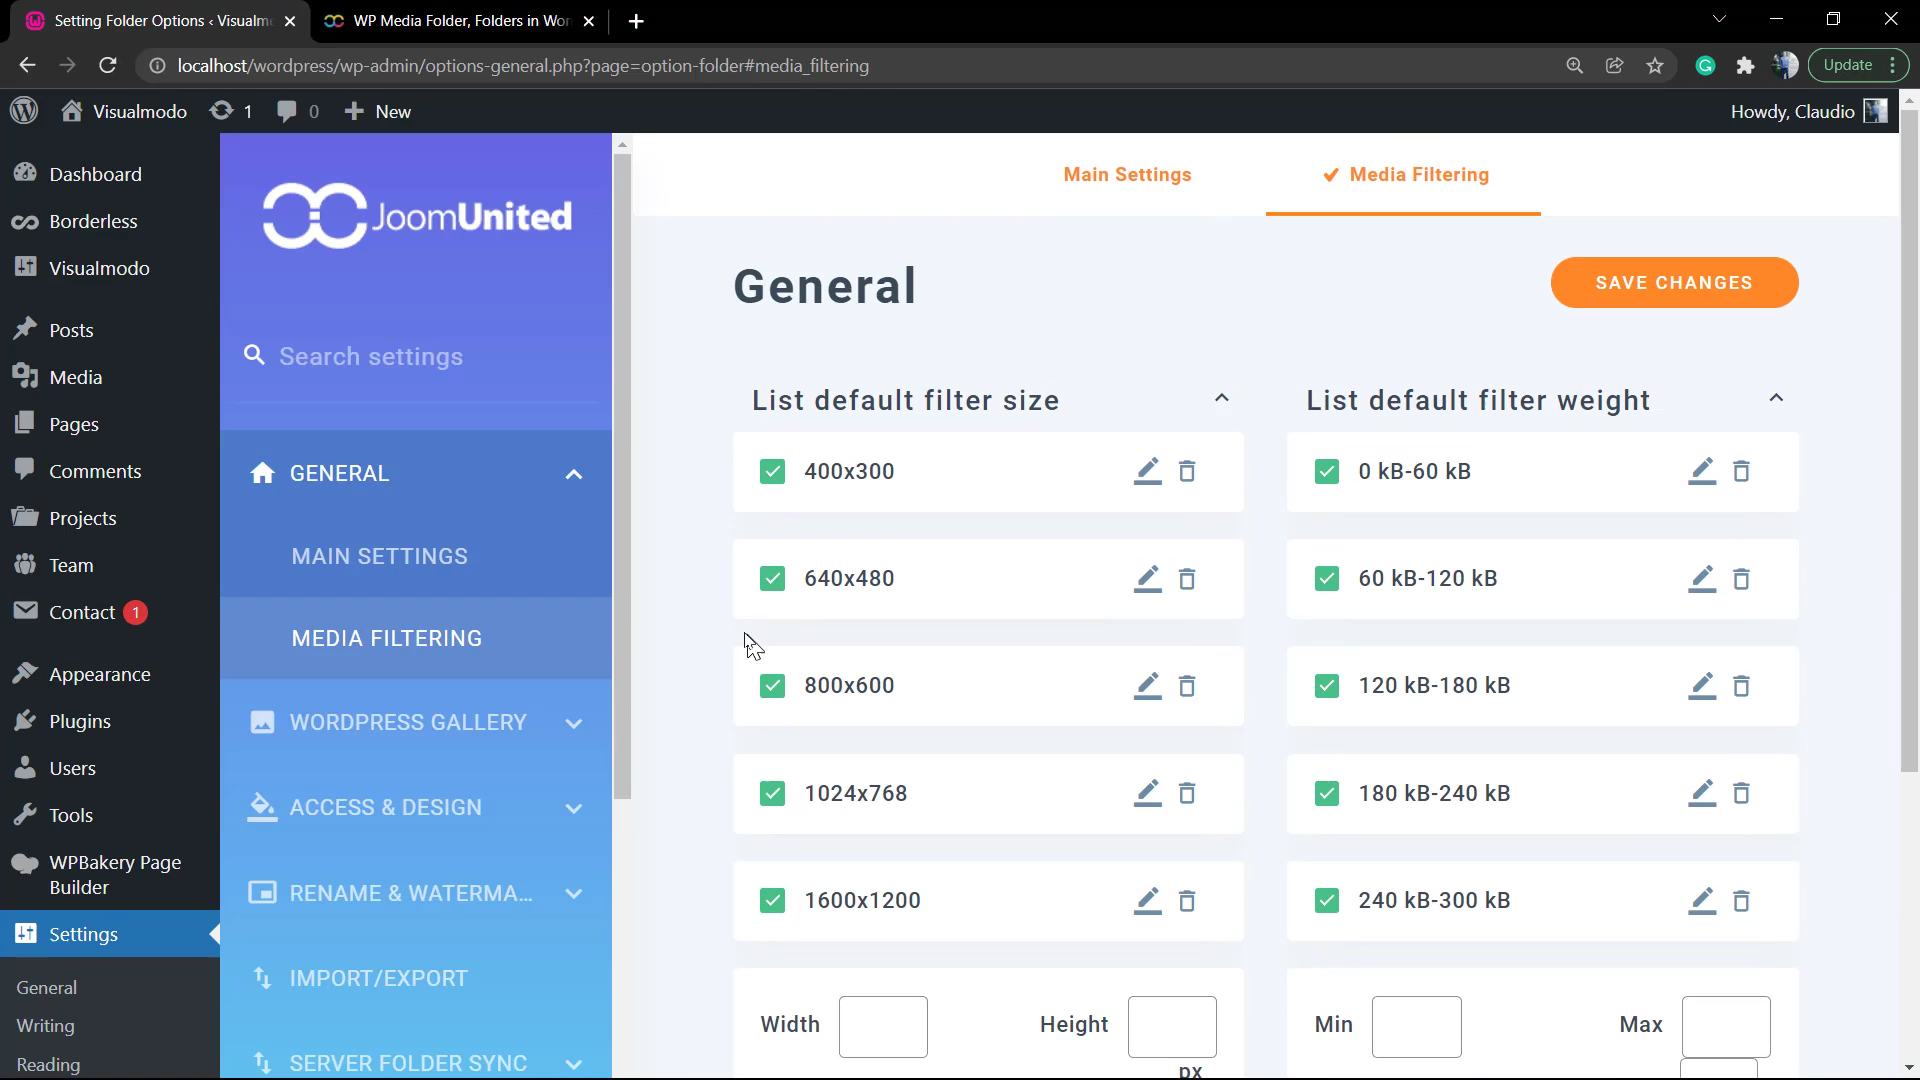 Setting Folder Options ‹ Visualm
WP Media Folder, Folders in Wor
localhost/wordpress/wp-admin/options-general.php?page=option-folder#media_filtering
Update
Visualmodo
1
0
New
Howdy, Claudio
Dashboard
Borderless
Visualmodo
Posts
Media
Pages
Comments
Projects
Team
Contact 1
Appearance
Plugins
Users
Tools
WPBakery Page
Builder
Settings
General
Writing
Reading
JoomUnited
Search settings
GENERAL
MAIN SETTINGS
MEDIA FILTERING
WORDPRESS GALLERY
ACCESS & DESIGN
RENAME & WATERMA...
IMPORT/EXPORT
SERVER FOLDER SYNC
Main Settings
Media Filtering
General
SAVE CHANGES
List default filter size
400x300
640x480
800x600
1024x768
1600x1200
Width
Height
px
List default filter weight
0 kB-60 kB
60 kB-120 kB
120 kB-180 kB
180 kB-240 kB
240 kB-300 kB
Min
Max